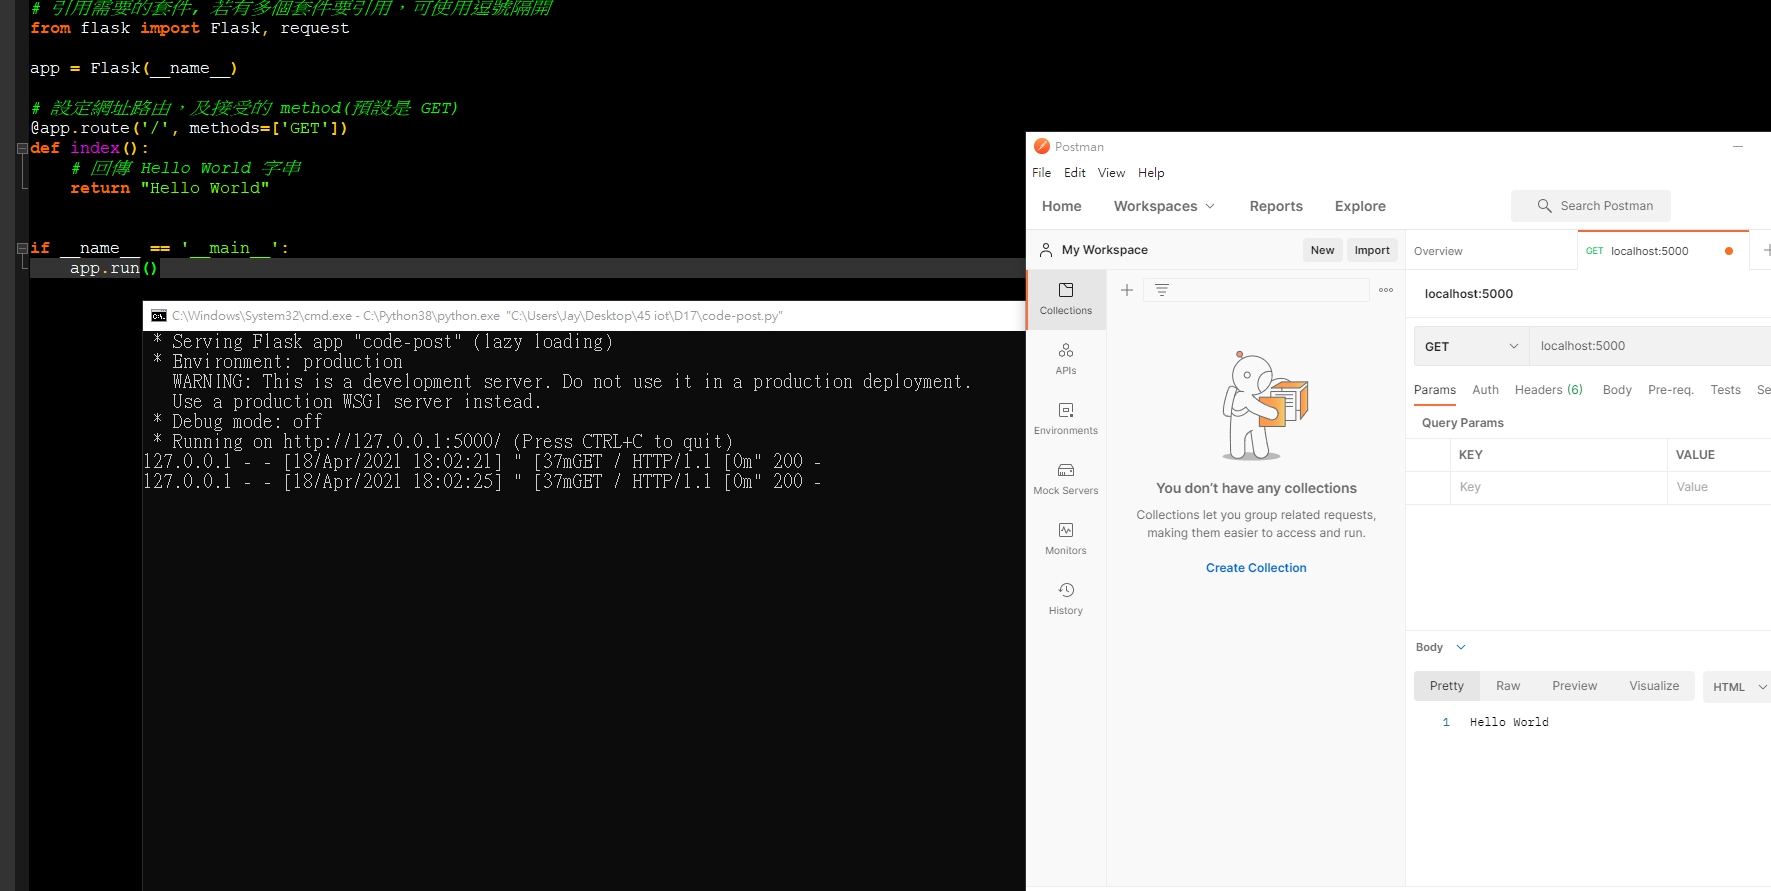 # 引用需要的套件, 若有多個套件要引用，可使用逗號隔開
from flask import Flask, request
app = Flask(__name__)
# 設定網址路由，及接受的 method(預設是 GET)
@app.route('/', methods=['GET'])
def index():
# 回傳 Hello World 字串
return "Hello World"
if __name__ == '__main__':
app.run()
C:\Windows\System32\cmd.exe - C:\Python38\python.exe "C:\Users\Jay\Desktop\45 iot\D17\code-post.py"
* Serving Flask app "code-post" (lazy loading)
* Environment: production
WARNING: This is a development server. Do not use it in a production deployment.
Use a production WSGI server instead.
* Debug mode: off
* Running on http://127.0.0.1:5000/ (Press CTRL+C to quit)
127.0.0.1 - - [18/Apr/2021 18:02:21] " [37mGET / HTTP/1.1 [0m" 200 -
127.0.0.1 - - [18/Apr/2021 18:02:25] " [37mGET / HTTP/1.1 [0m" 200 -
Postman
File Edit View Help
Home Workspaces Reports Explore Search Postman
My Workspace New Import
Collections
APIs
Environments
Mock Servers
Monitors
History
You don't have any collections
Collections let you group related requests,
making them easier to access and run.
Create Collection
Overview GET localhost:5000
localhost:5000
GET localhost:5000
Params Auth Headers (6) Body Pre-req. Tests Se
Query Params
KEY VALUE
Key Value
Body
Pretty Raw Preview Visualize HTML
1 Hello World